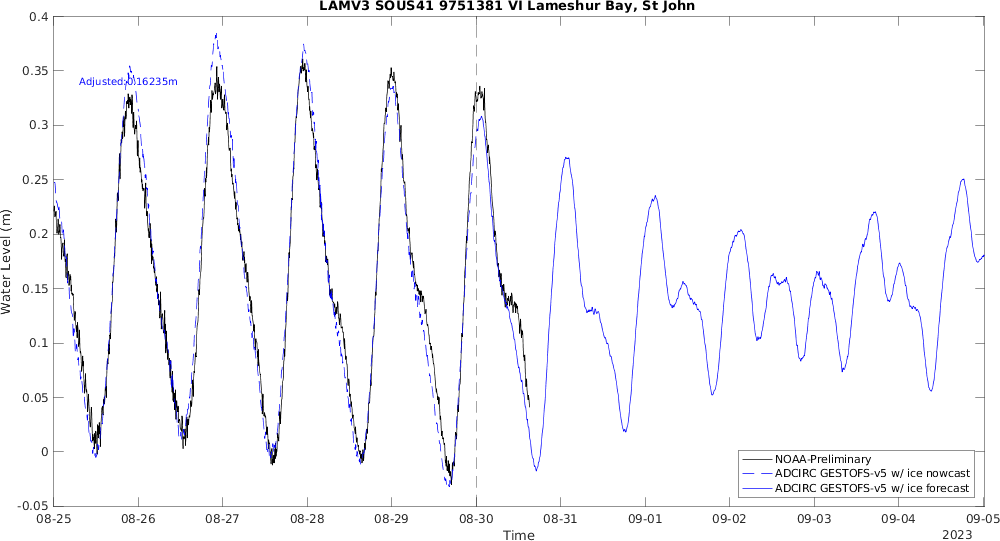 LAMV3 SOUS41 9751381 VI Lameshur Bay, St John
Adjusted:0.16235m
Water Level (m)
0.4
0.35
0.3
0.25
0.2
0.15
0.1
0.05
0
-0.05
08-25 08-26 08-27 08-28 08-29 08-30 08-31 09-01 09-02 09-03 09-04 09-05
Time
2023
NOAA-Preliminary
ADCIRC GESTOFS-v5 w/ ice nowcast
ADCIRC GESTOFS-v5 w/ ice forecast